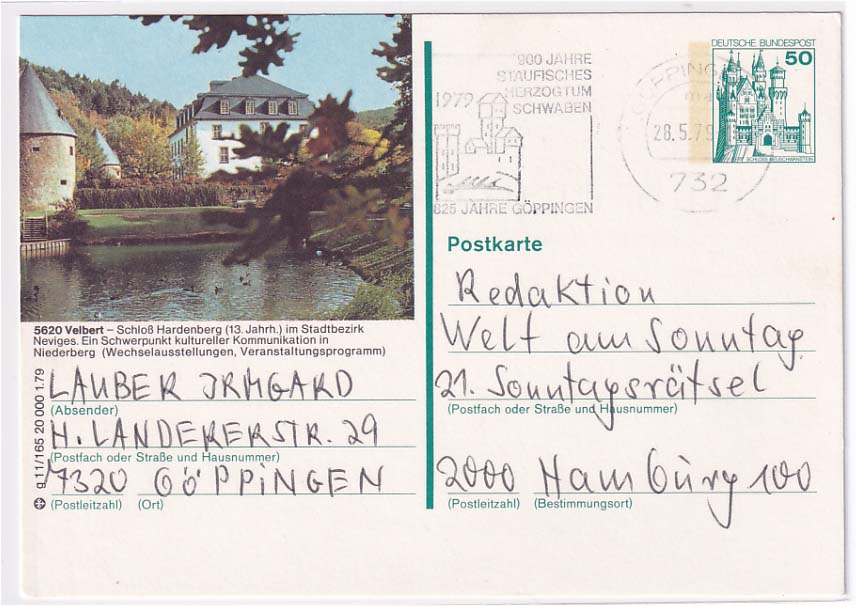 5620 Velbert – Schloß Hardenberg (13. Jahrh.) im Stadtbezirk
Neviges. Ein Schwerpunkt kultureller Kommunikation in
Niederberg (Wechselausstellungen, Veranstaltungsprogramm)
LAUBER IRMGARD
(Absender)
H. LANDERERSTR. 29
(Postfach oder Straße und Hausnummer)
7320 GÖPPINGEN
(Postleitzahl) (Ort)
g 11/165 20 000 1.79
900 JAHRE
STAUFISCHES
HERZOGTUM
SCHWABEN
1979
825 JAHRE GÖPPINGEN
GÖPPING
28.5.79
732
DEUTSCHE BUNDESPOST
50
SCHLOSS NEUSCHWANSTEIN
Postkarte
Redaktion
Welt am Sonntag
21. Sonntagsrätsel
(Postfach oder Straße und Hausnummer)
2000 Hamburg 100
(Postleitzahl) (Bestimmungsort)